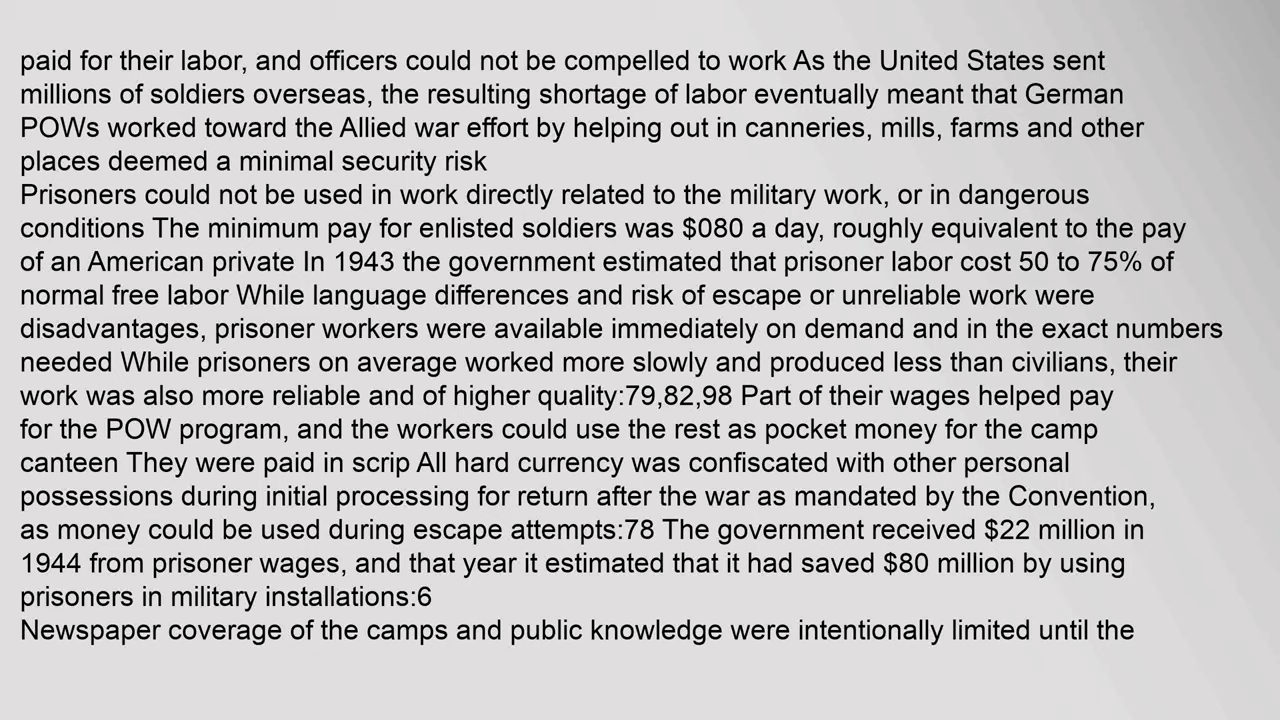 paid for their labor, and officers could not be compelled to work As the United States sent
millions of soldiers overseas, the resulting shortage of labor eventually meant that German
POWs worked toward the Allied war effort by helping out in canneries, mills, farms and other
places deemed a minimal security risk
Prisoners could not be used in work directly related to the military work, or in dangerous
conditions The minimum pay for enlisted soldiers was $080 a day, roughly equivalent to the pay
of an American private In 1943 the government estimated that prisoner labor cost 50 to 75% of
normal free labor While language differences and risk of escape or unreliable work were
disadvantages, prisoner workers were available immediately on demand and in the exact numbers
needed While prisoners on average worked more slowly and produced less than civilians, their
work was also more reliable and of higher quality:79,82,98 Part of their wages helped pay
for the POW program, and the workers could use the rest as pocket money for the camp
canteen They were paid in scrip All hard currency was confiscated with other personal
possessions during initial processing for return after the war as mandated by the Convention,
as money could be used during escape attempts:78 The government received $22 million in
1944 from prisoner wages, and that year it estimated that it had saved $80 million by using
prisoners in military installations:6
Newspaper coverage of the camps and public knowledge were intentionally limited until the